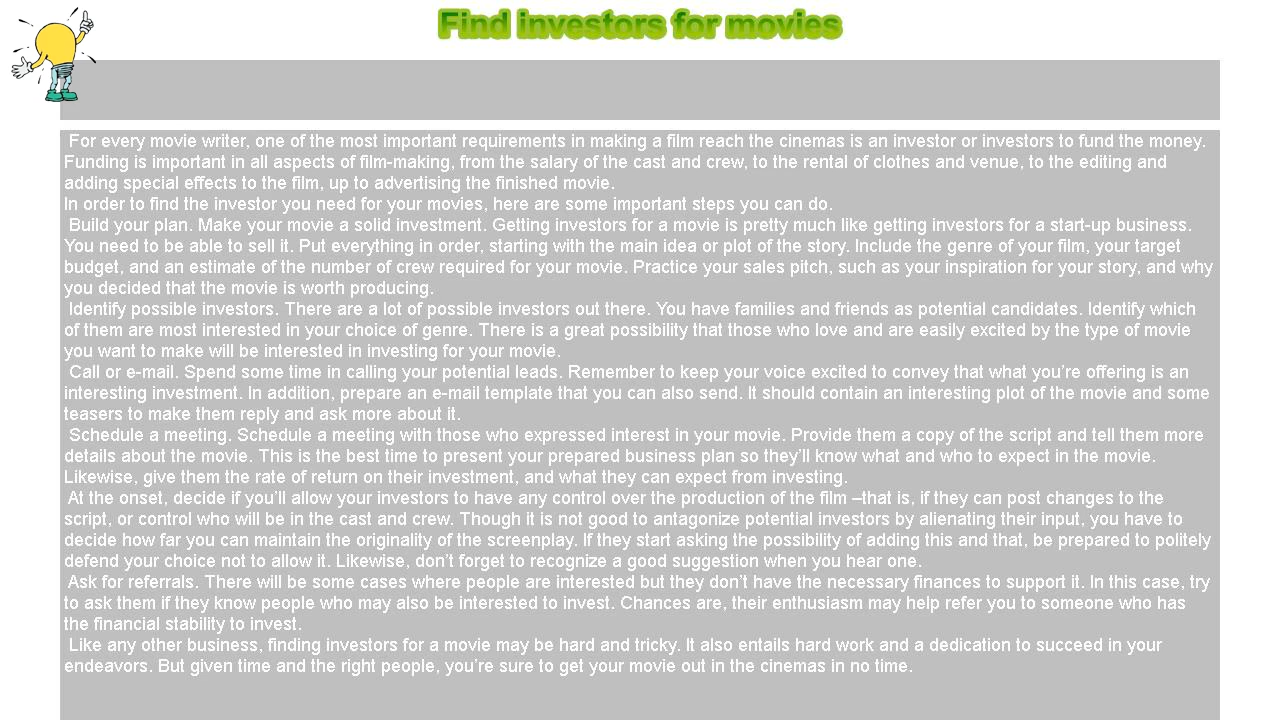 Find investors for movies
For every movie writer, one of the most important requirements in making a film reach the cinemas is an investor or investors to fund the money.
Funding is important in all aspects of film-making, from the salary of the cast and crew, to the rental of clothes and venue, to the editing and
adding special effects to the film, up to advertising the finished movie.
In order to find the investor you need for your movies, here are some important steps you can do.
Build your plan. Make your movie a solid investment. Getting investors for a movie is pretty much like getting investors for a start-up business.
You need to be able to sell it. Put everything in order, starting with the main idea or plot of the story. Include the genre of your film, your target
budget, and an estimate of the number of crew required for your movie. Practice your sales pitch, such as your inspiration for your story, and why
you decided that the movie is worth producing.
Identify possible investors. There are a lot of possible investors out there. You have families and friends as potential candidates. Identify which
of them are most interested in your choice of genre. There is a great possibility that those who love and are easily excited by the type of movie
you want to make will be interested in investing for your movie.
Call or e-mail. Spend some time in calling your potential leads. Remember to keep your voice excited to convey that what you’re offering is an
interesting investment. In addition, prepare an e-mail template that you can also send. It should contain an interesting plot of the movie and some
teasers to make them reply and ask more about it.
Schedule a meeting. Schedule a meeting with those who expressed interest in your movie. Provide them a copy of the script and tell them more
details about the movie. This is the best time to present your prepared business plan so they’ll know what and who to expect in the movie.
Likewise, give them the rate of return on their investment, and what they can expect from investing.
At the onset, decide if you’ll allow your investors to have any control over the production of the film –that is, if they can post changes to the
script, or control who will be in the cast and crew. Though it is not good to antagonize potential investors by alienating their input, you have to
decide how far you can maintain the originality of the screenplay. If they start asking the possibility of adding this and that, be prepared to politely
defend your choice not to allow it. Likewise, don’t forget to recognize a good suggestion when you hear one.
Ask for referrals. There will be some cases where people are interested but they don’t have the necessary finances to support it. In this case, try
to ask them if they know people who may also be interested to invest. Chances are, their enthusiasm may help refer you to someone who has
the financial stability to invest.
Like any other business, finding investors for a movie may be hard and tricky. It also entails hard work and a dedication to succeed in your
endeavors. But given time and the right people, you’re sure to get your movie out in the cinemas in no time.